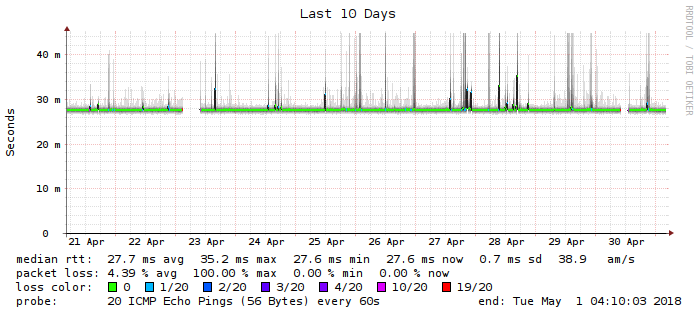 Last 10 Days
RRDTOOL / TOBI OETIKER
Seconds
40 m
30 m
20 m
10 m
0
21 Apr 22 Apr 23 Apr 24 Apr 25 Apr 26 Apr 27 Apr 28 Apr 29 Apr 30 Apr
median rtt: 27.7 ms avg 35.2 ms max 27.6 ms min 27.6 ms now 0.7 ms sd 38.9 am/s
packet loss: 4.39 % avg 100.00 % max 0.00 % min 0.00 % now
loss color: 0 1/20 2/20 3/20 4/20 10/20 19/20
probe: 20 ICMP Echo Pings (56 Bytes) every 60s end: Tue May 1 04:10:03 2018